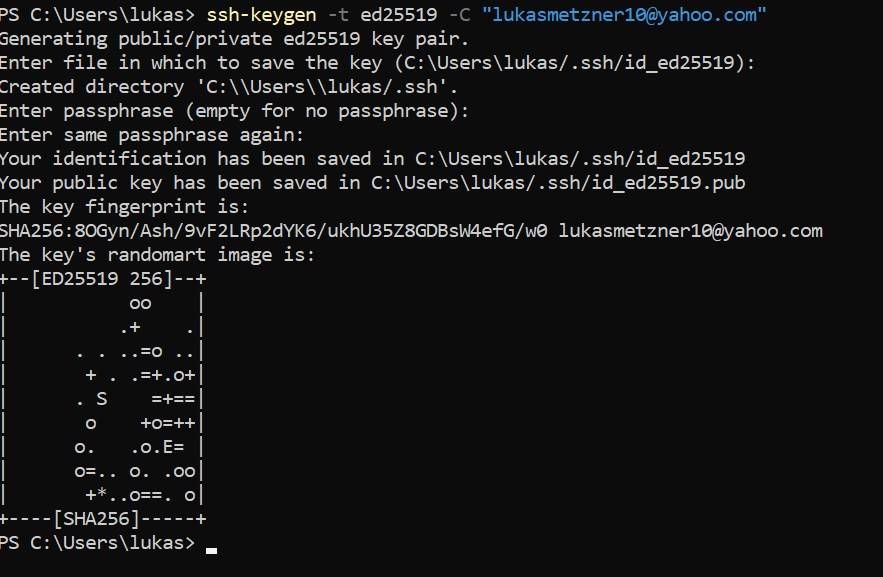 PS C:\Users\lukas> ssh-keygen -t ed25519 -C "lukasmetzner10@yahoo.com"
Generating public/private ed25519 key pair.
Enter file in which to save the key (C:\Users\lukas/.ssh/id_ed25519):
Created directory 'C:\\Users\\lukas/.ssh'.
Enter passphrase (empty for no passphrase):
Enter same passphrase again:
Your identification has been saved in C:\Users\lukas/.ssh/id_ed25519
Your public key has been saved in C:\Users\lukas/.ssh/id_ed25519.pub
The key fingerprint is:
SHA256:8OGyn/Ash/9vF2LRp2dYK6/ukhU35Z8GDBsW4efG/w0 lukasmetzner10@yahoo.com
The key's randomart image is:
+--[ED25519 256]--+
|           oo    |
|          .+    .|
|      . . ..=o ..|
|       + . .=+.o+|
|      . S    =+==|
|       o    +o=++|
|      o.   .o.E= |
|      o=.. o. .oo|
|       +*..o==. o|
+----[SHA256]-----+
PS C:\Users\lukas>